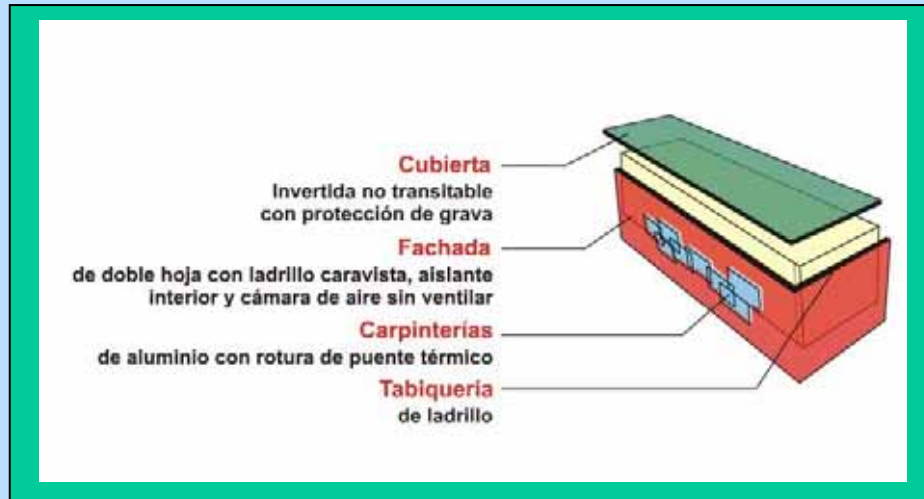 Cubierta
Invertida no transitable
con protección de grava
Fachada
de doble hoja con ladrillo caravista, aislante
interior y cámara de aire sin ventilar
Carpinterías
de aluminio con rotura de puente térmico
Tabiquería
de ladrillo